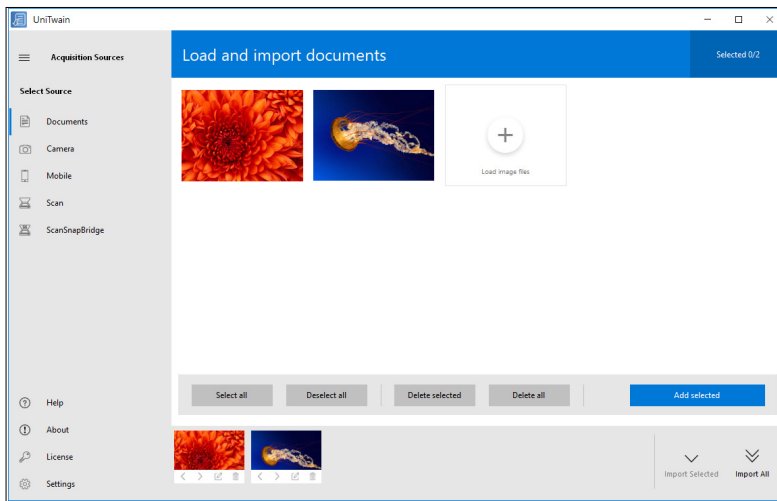 UniTwain
Acquisition Sources
Load and import documents
Selected 0/2
Select Source
Documents
Camera
Mobile
Scan
ScanSnapBridge
Load image files
Select all
Deselect all
Delete selected
Delete all
Add selected
Help
About
License
Settings
Import Selected
Import All